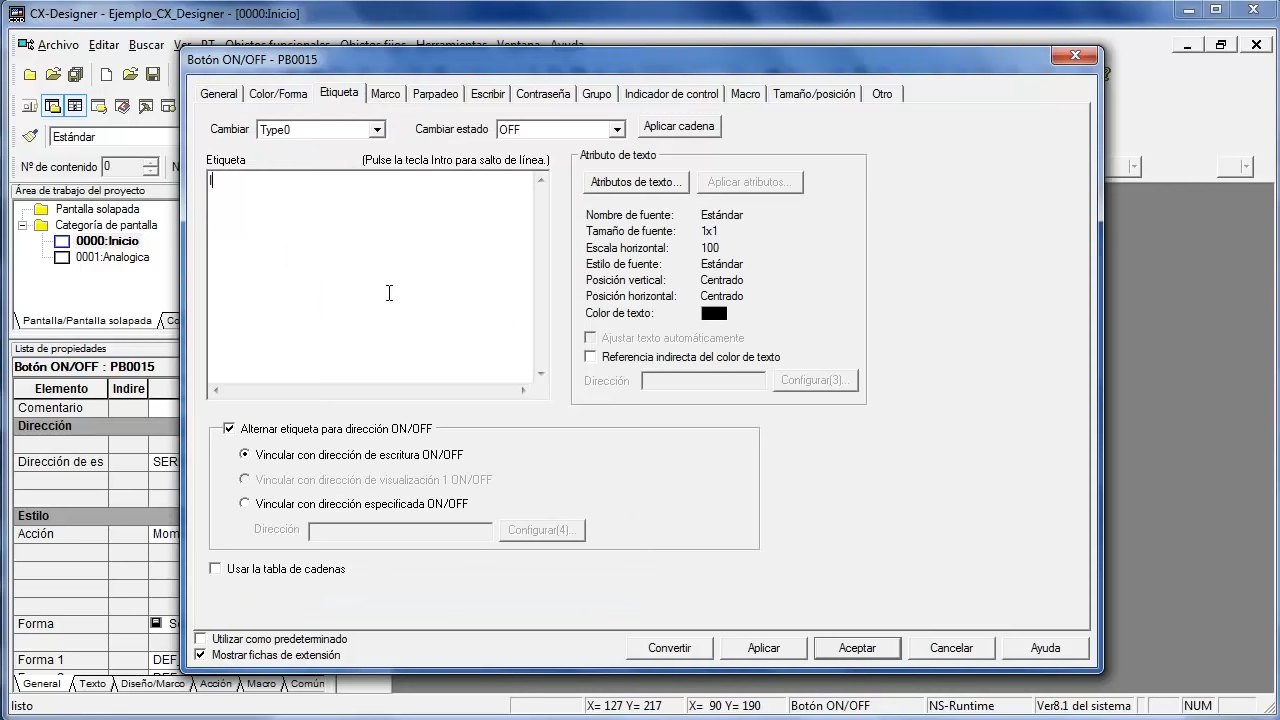 CX-Designer - Ejemplo_CX_Designer - [0000:Inicio]
Archivo Editar Buscar Ver PT Objetos funcionales Objetos fijos Herramientas Ventana Ayuda
Botón ON/OFF - PB0015
General Color/Forma Etiqueta Marco Parpadeo Escribir Contraseña Grupo Indicador de control Macro Tamaño/posición Otro
Estándar
Cambiar Type0 Cambiar estado OFF Aplicar cadena
Nº de contenido 0
Etiqueta (Pulse la tecla Intro para salto de línea.)
Atributo de texto
Atributos de texto... Aplicar atributos...
Nombre de fuente: Estándar
Tamaño de fuente: 1x1
Escala horizontal: 100
Estilo de fuente: Estándar
Posición vertical: Centrado
Posición horizontal: Centrado
Color de texto:
Ajustar texto automáticamente
Referencia indirecta del color de texto
Dirección Configurar(3)...
Alternar etiqueta para dirección ON/OFF
Vincular con dirección de escritura ON/OFF
Vincular con dirección de visualización 1 ON/OFF
Vincular con dirección especificada ON/OFF
Dirección Configurar(4)...
Usar la tabla de cadenas
Utilizar como predeterminado
Mostrar fichas de extensión
Convertir Aplicar Aceptar Cancelar Ayuda
Área de trabajo del proyecto
Pantalla solapada
Categoría de pantalla
0000:Inicio
0001:Analogica
Pantalla/Pantalla solapada
Lista de propiedades
Botón ON/OFF : PB0015
Elemento Indire
Comentario
Dirección
Dirección de es SER
Estilo
Acción Mom
Forma
Forma 1 DEF_
General Texto Diseño/Marco Acción Macro Común
listo X= 127 Y= 217 X= 90 Y= 190 Botón ON/OFF NS-Runtime Ver8.1 del sistema NUM